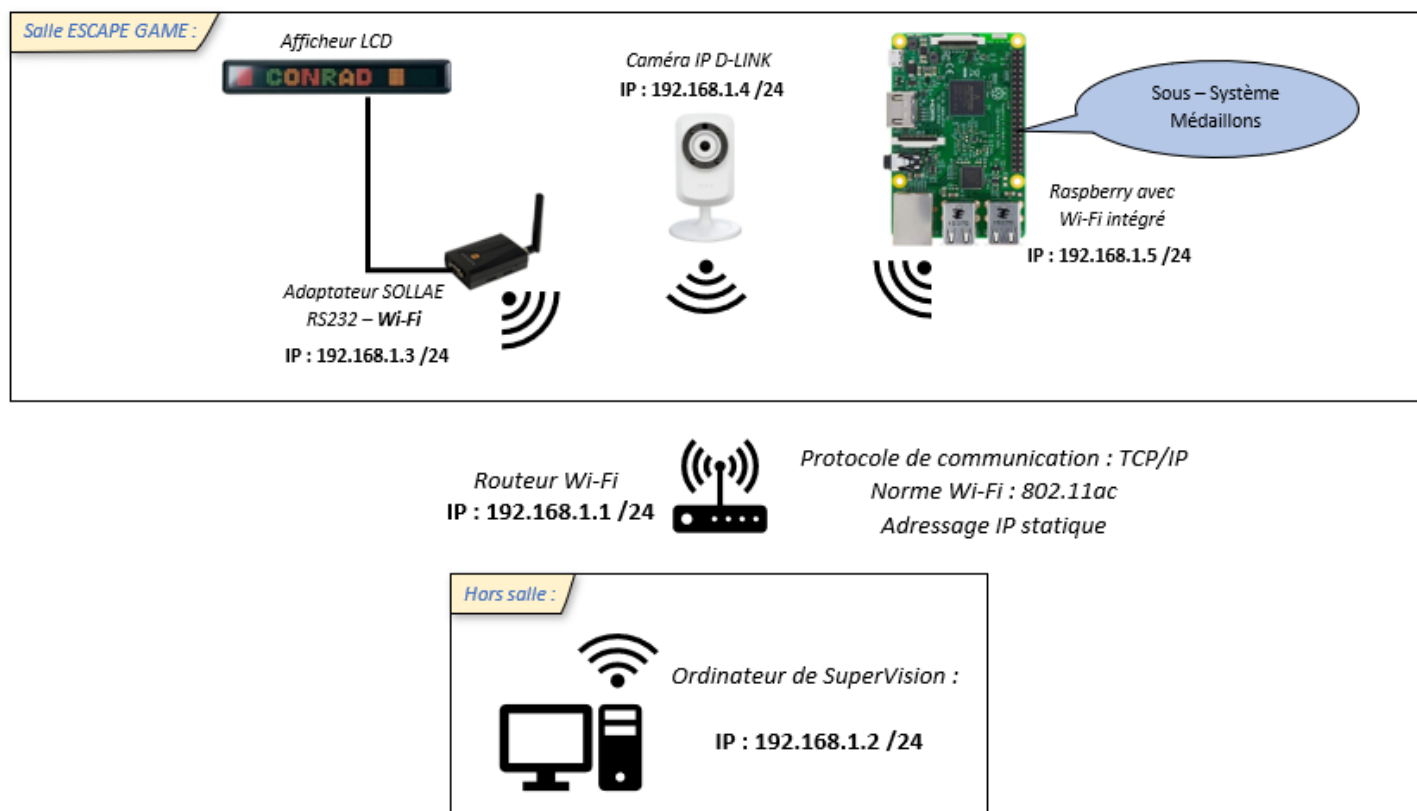 Salle ESCAPE GAME :
Afficheur LCD
CONRAD
Caméra IP D-LINK
IP : 192.168.1.4 /24
Sous – Système
Médaillons
Raspberry avec
Wi-Fi intégré
IP : 192.168.1.5 /24
Adaptateur SOLLAE
RS232 – Wi-Fi
IP : 192.168.1.3 /24
Routeur Wi-Fi
IP : 192.168.1.1 /24
Protocole de communication : TCP/IP
Norme Wi-Fi : 802.11ac
Adressage IP statique
Hors salle :
Ordinateur de SuperVision :
IP : 192.168.1.2 /24